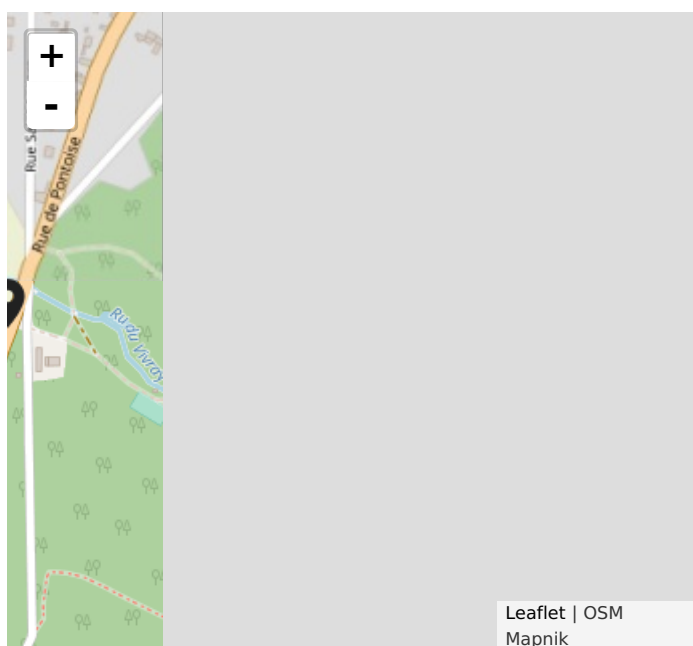 +
-
Rue de Pontoise
Ru du Vivray
Leaflet | OSM
Mapnik